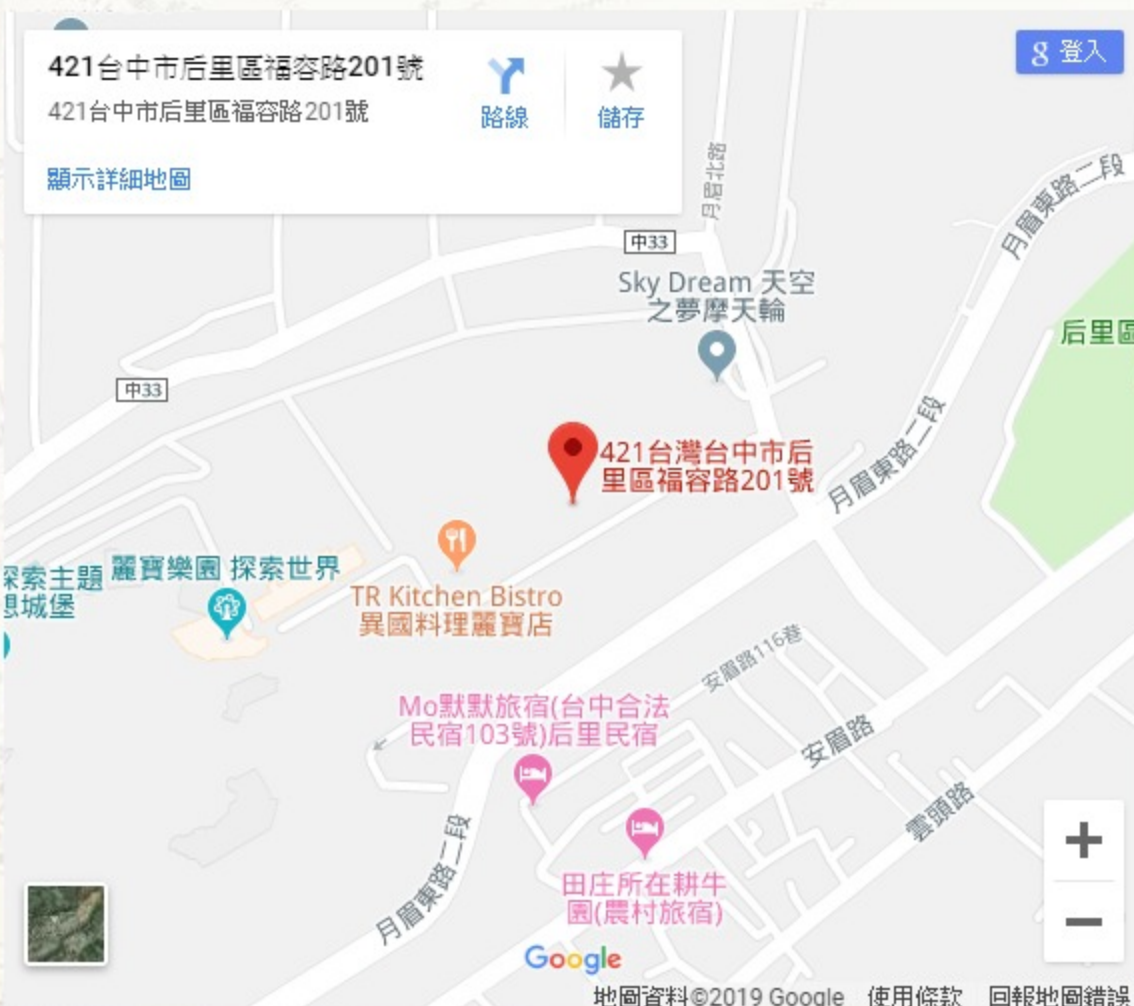 421台中市后里區福容路201號
421台中市后里區福容路201號
路線
儲存
顯示詳細地圖
登入
月眉北路
月眉東路二段
中33
Sky Dream 天空
之夢摩天輪
后里區
中33
月眉東路二段
421台灣台中市后
里區福容路201號
探索主題
想城堡
麗寶樂園 探索世界
TR Kitchen Bistro
異國料理麗寶店
安眉路116巷
Mo默默旅宿(台中合法
民宿103號)后里民宿
安眉路
雲頭路
月眉東路二段
田庄所在耕牛
園(農村旅宿)
Google
地圖資料©2019 Google 使用條款 回報地圖錯誤